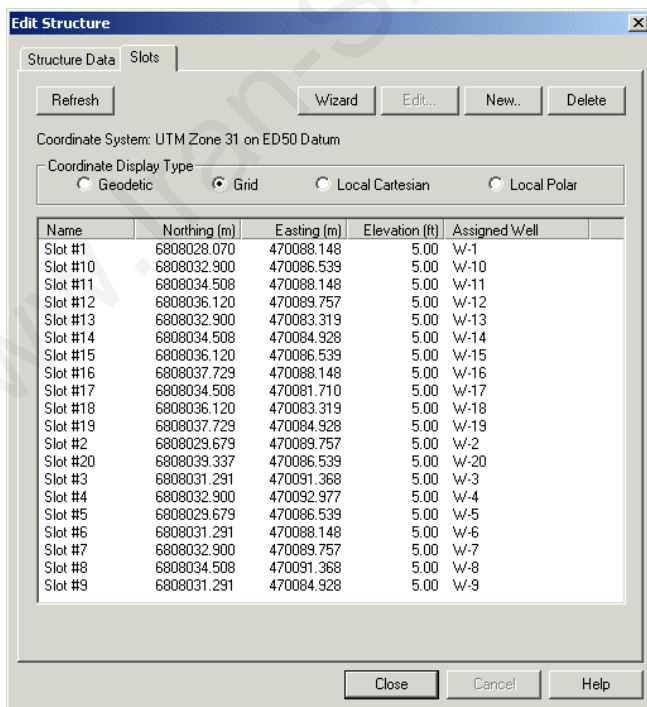 Edit Structure
Structure Data Slots
Refresh Wizard Edit... New.. Delete
Coordinate System: UTM Zone 31 on ED50 Datum
Coordinate Display Type
Geodetic Grid Local Cartesian Local Polar
Name Northing (m) Easting (m) Elevation (ft) Assigned Well
Slot #1 6808028.070 470088.148 5.00 W-1
Slot #10 6808032.900 470086.539 5.00 W-10
Slot #11 6808034.508 470088.148 5.00 W-11
Slot #12 6808036.120 470089.757 5.00 W-12
Slot #13 6808032.900 470083.319 5.00 W-13
Slot #14 6808034.508 470084.928 5.00 W-14
Slot #15 6808036.120 470086.539 5.00 W-15
Slot #16 6808037.729 470088.148 5.00 W-16
Slot #17 6808034.508 470081.710 5.00 W-17
Slot #18 6808036.120 470083.319 5.00 W-18
Slot #19 6808037.729 470084.928 5.00 W-19
Slot #2 6808029.679 470089.757 5.00 W-2
Slot #20 6808039.337 470086.539 5.00 W-20
Slot #3 6808031.291 470091.368 5.00 W-3
Slot #4 6808032.900 470092.977 5.00 W-4
Slot #5 6808029.679 470086.539 5.00 W-5
Slot #6 6808031.291 470088.148 5.00 W-6
Slot #7 6808032.900 470089.757 5.00 W-7
Slot #8 6808034.508 470091.368 5.00 W-8
Slot #9 6808031.291 470084.928 5.00 W-9
Close Cancel Help